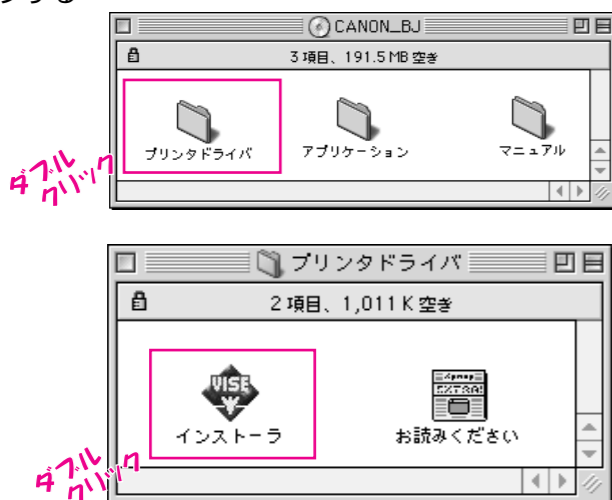 する
CANON_BJ
3項目、191.5 MB 空き
プリンタドライバ
アプリケーション
マニュアル
ダブル
クリック
プリンタドライバ
2項目、1,011 K 空き
VISE
EXTRA!
インストーラ
お読みください
ダブル
クリック